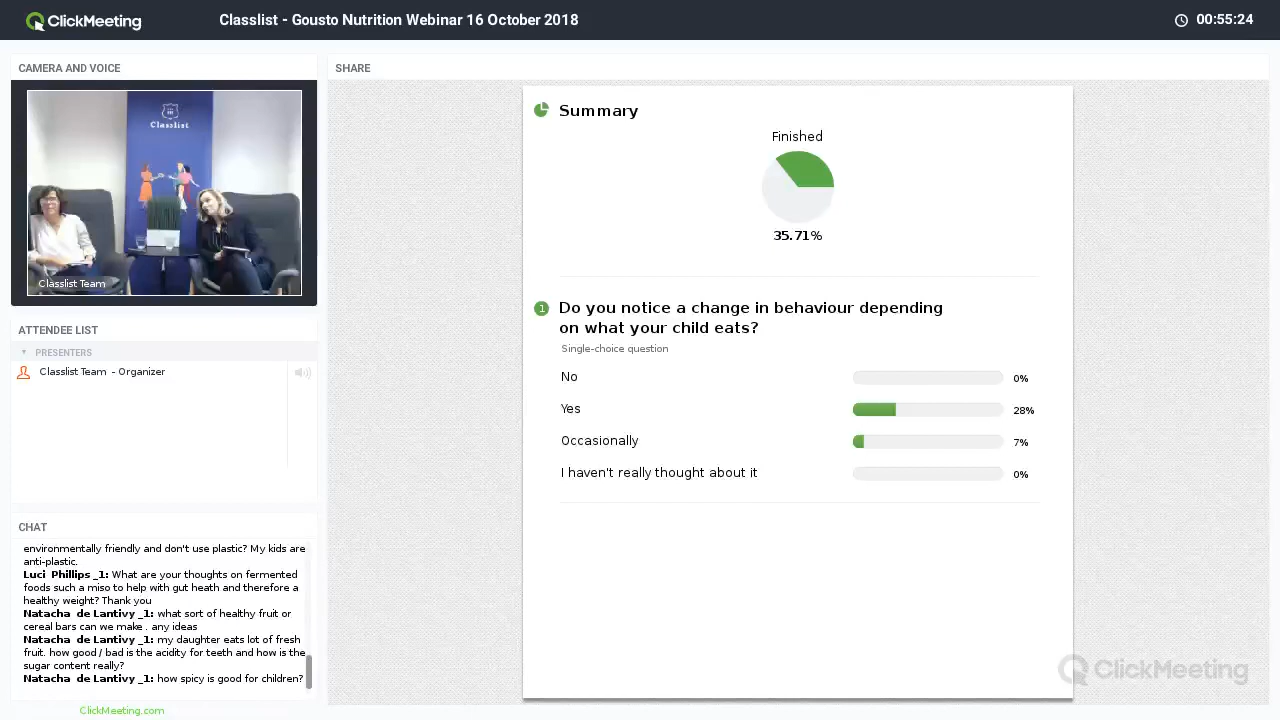 ClickMeeting
Classlist - Gousto Nutrition Webinar 16 October 2018
00:55:24
CAMERA AND VOICE
Classlist
Classlist Team
ATTENDEE LIST
PRESENTERS
Classlist Team - Organizer
CHAT
environmentally friendly and don't use plastic? My kids are
anti-plastic.
Luci Phillips _1: What are your thoughts on fermented
foods such a miso to help with gut heath and therefore a
healthy weight? Thank you
Natacha de Lantivy _1: what sort of healthy fruit or
cereal bars can we make . any ideas
Natacha de Lantivy _1: my daughter eats lot of fresh
fruit. how good / bad is the acidity for teeth and how is the
sugar content really?
Natacha de Lantivy _1: how spicy is good for children?
ClickMeeting.com
SHARE
Summary
Finished
35.71%
1 Do you notice a change in behaviour depending
on what your child eats?
Single-choice question
No 0%
Yes 28%
Occasionally 7%
I haven't really thought about it 0%
ClickMeeting